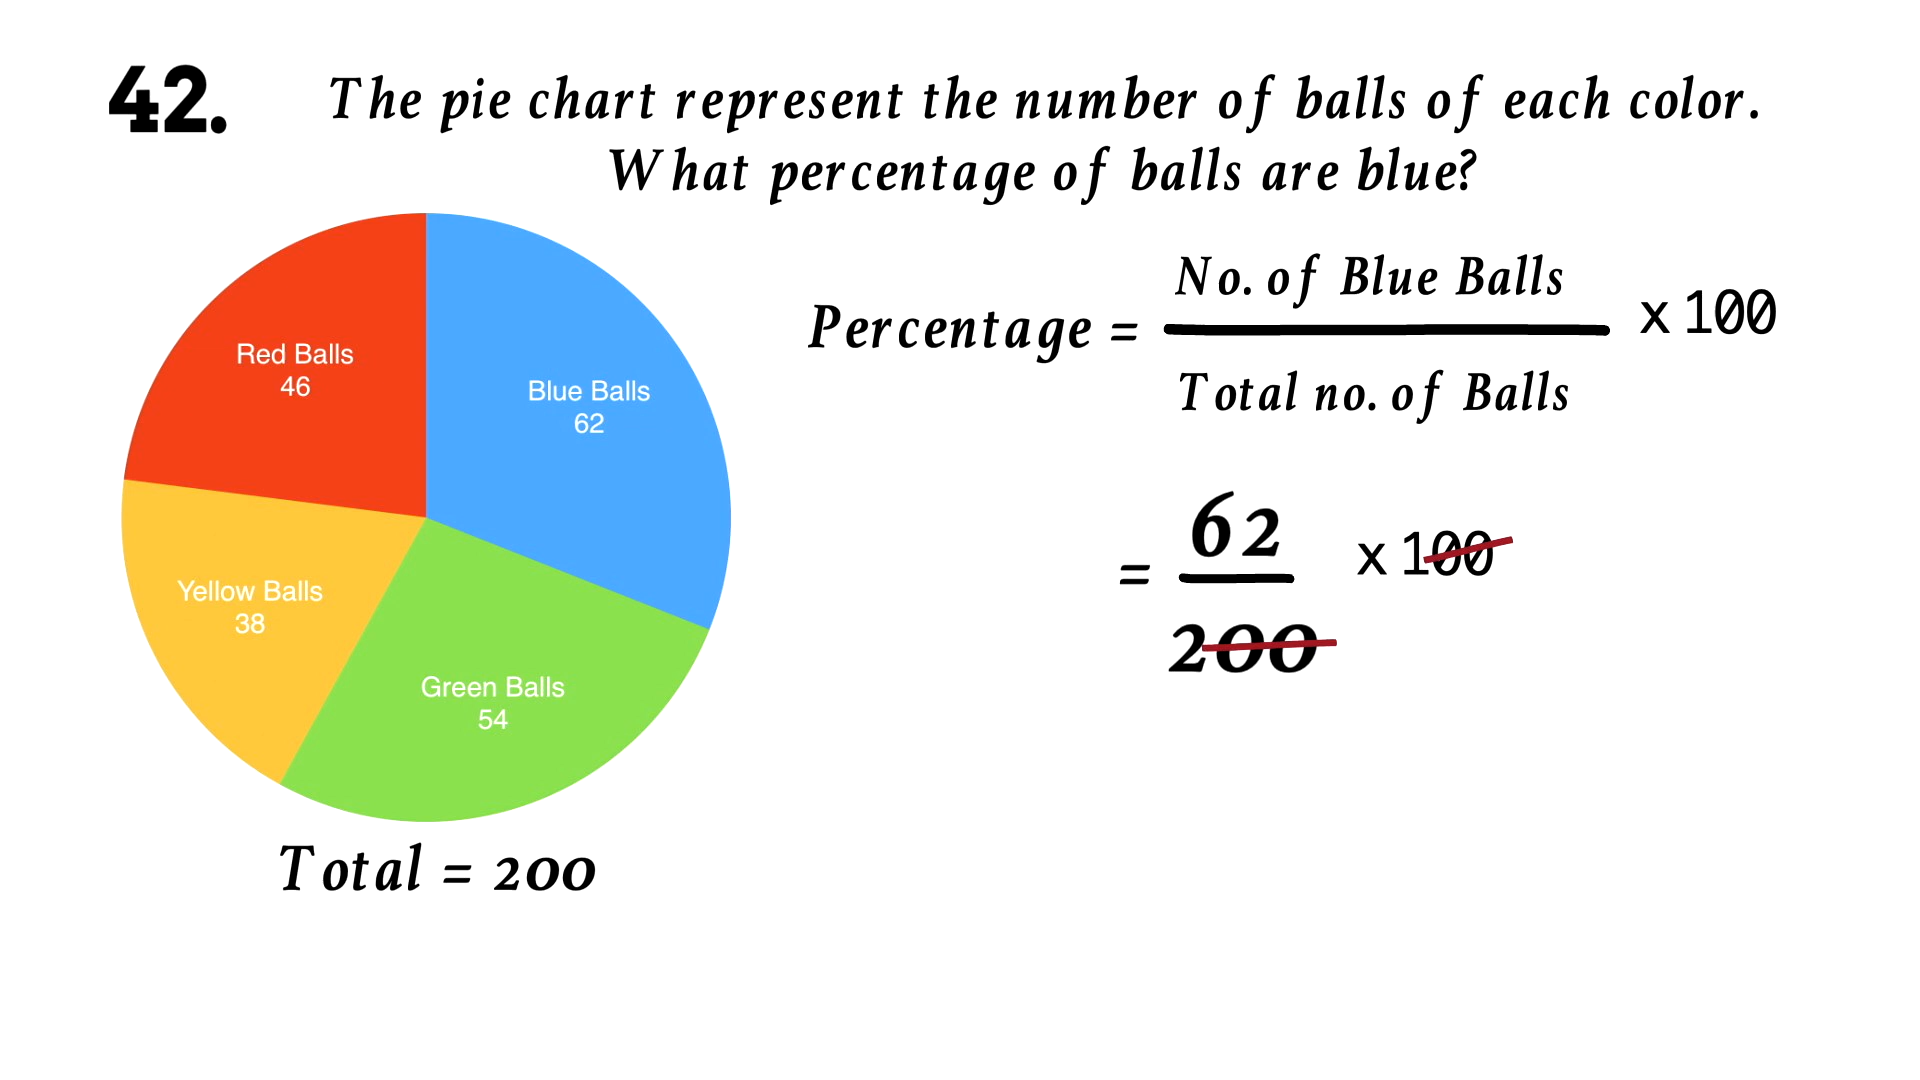 42.
The pie chart represent the number of balls of each color.
What percentage of balls are blue?
Red Balls
46
Blue Balls
62
Yellow Balls
38
Green Balls
54
Total = 200
Percentage = No. of Blue Balls / Total no. of Balls x 100
= 62 / 200 x 100